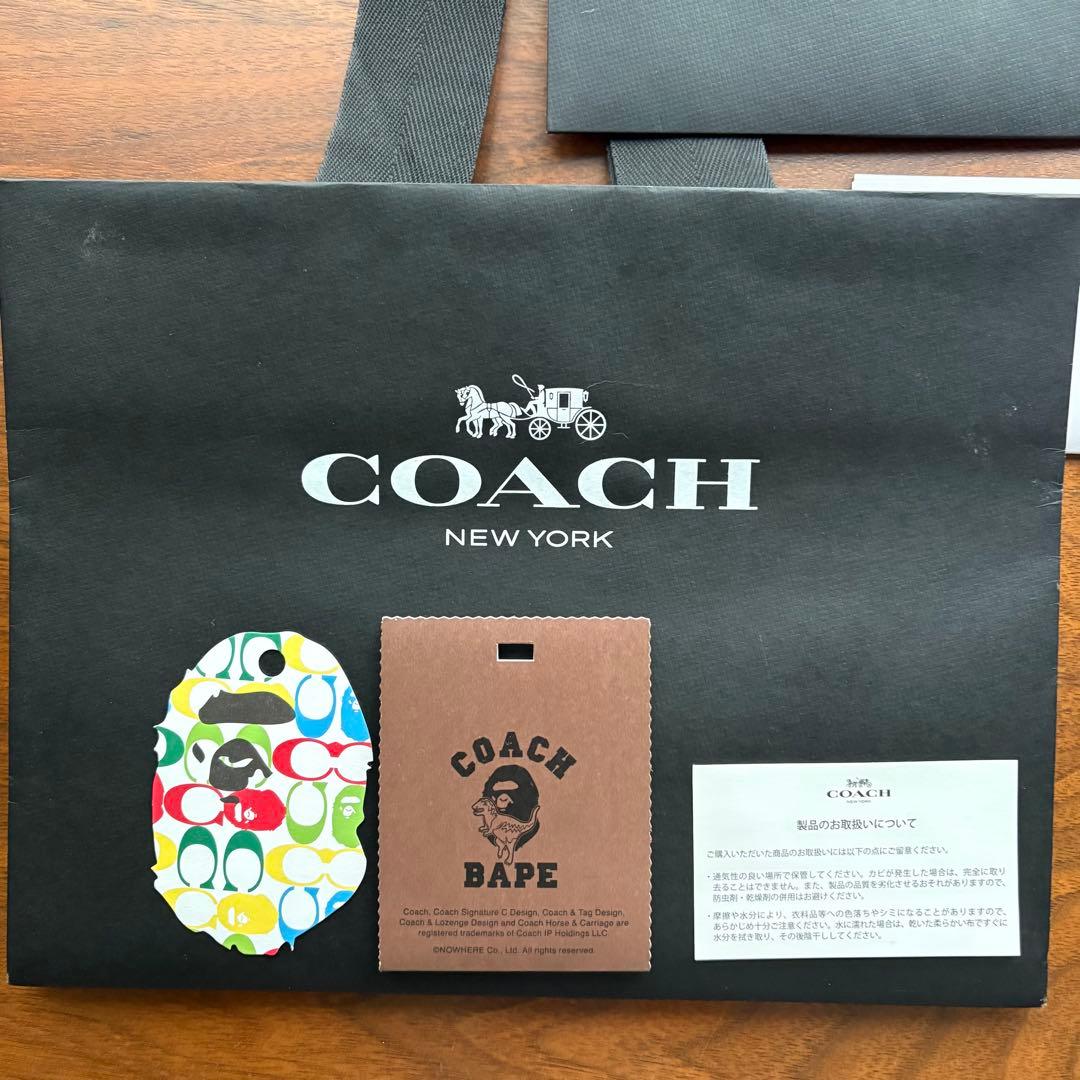 COACH
NEW YORK
COACH
BAPE
Coach, Coach Signature C Design, Coach & Tag Design,
Coach & Lozenge Design and Coach Horse & Carriage are
registered trademarks of Coach IP Holdings LLC.
©NOWHERE Co., Ltd. All rights reserved.
COACH
NEW YORK
製品のお取扱いについて
ご購入いただいた商品のお取扱いには以下の点にご留意ください。
・通気性の良い場所で保管してください。カビが発生した場合は、完全に取り
去ることはできません。また、製品の品質を劣化させるおそれがありますので、
防虫剤・乾燥剤の併用はお避けください。
・摩擦や水分により、衣料品等への色落ちやシミになることがありますので、
あらかじめ十分ご注意ください。水に濡れた場合は、乾いた柔らかい布ですぐに
水分を拭き取り、その後陰干ししてください。